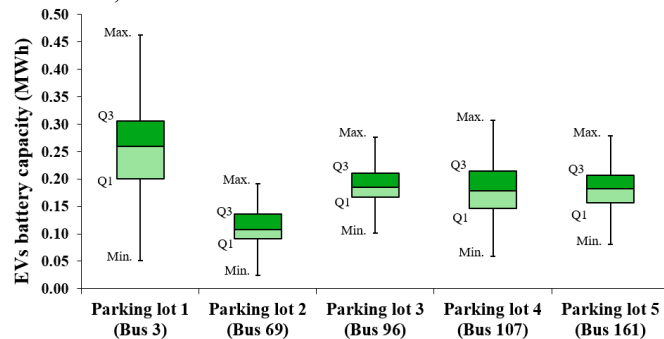 0.50
0.45
0.40
0.35
0.30
0.25
0.20
0.15
0.10
0.05
0.00
EVs battery capacity (MWh)
Max.
Q3
Q1
Min.
Max.
Q3
Q1
Min.
Max.
Q3
Q1
Min.
Max.
Q3
Q1
Min.
Max.
Q3
Q1
Min.
Parking lot 1
(Bus 3)
Parking lot 2
(Bus 69)
Parking lot 3
(Bus 96)
Parking lot 4
(Bus 107)
Parking lot 5
(Bus 161)